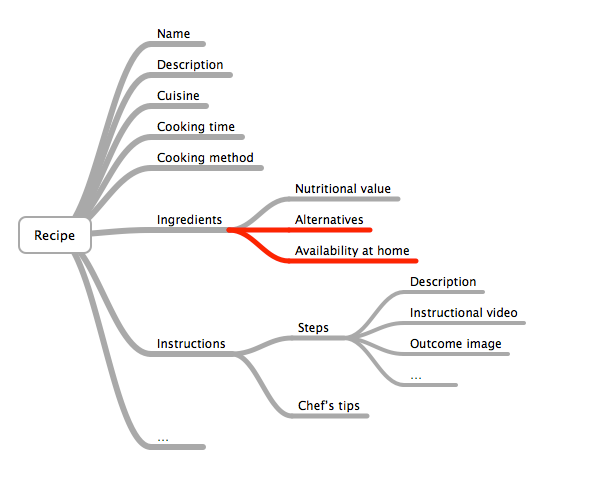 Name
Description
Cuisine
Cooking time
Cooking method
Recipe
Ingredients
Nutritional value
Alternatives
Availability at home
Instructions
Steps
Description
Instructional video
Outcome image
...
Chef's tips
...